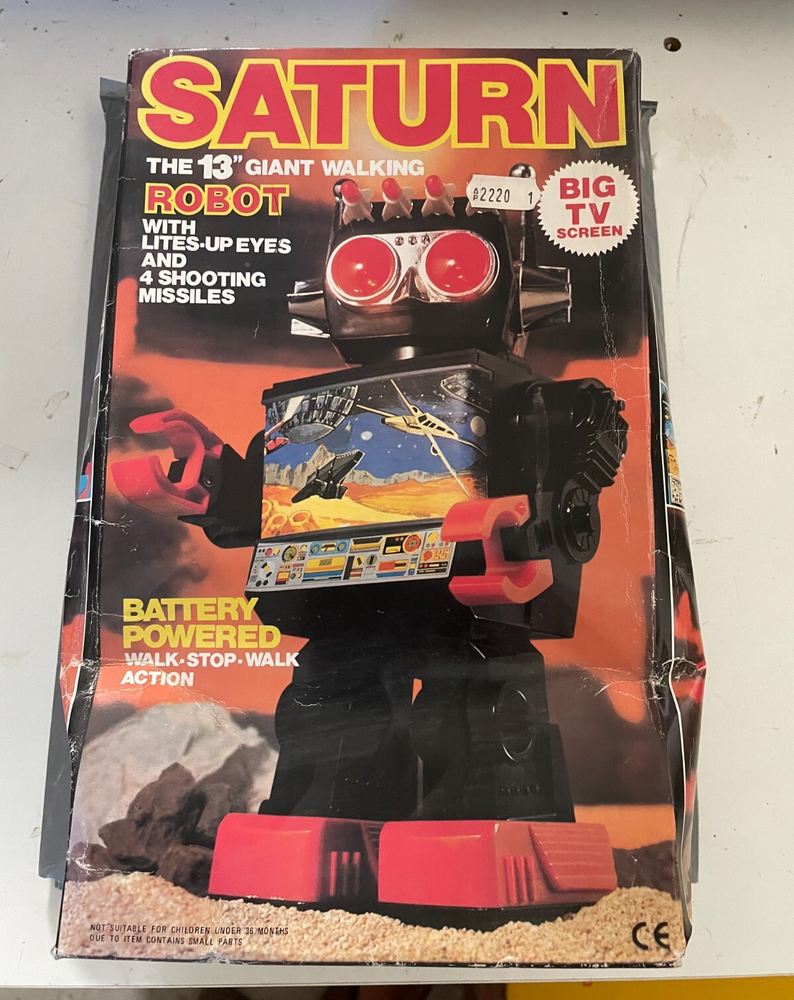 SATURN
THE 13" GIANT WALKING
ROBOT
WITH
LITES-UP EYES
AND
4 SHOOTING
MISSILES
A/P 2220 1
BIG
TV
SCREEN
BATTERY
POWERED
WALK-STOP-WALK
ACTION
NOT SUITABLE FOR CHILDREN UNDER 36 MONTHS
DUE TO ITEM CONTAINS SMALL PARTS
CE